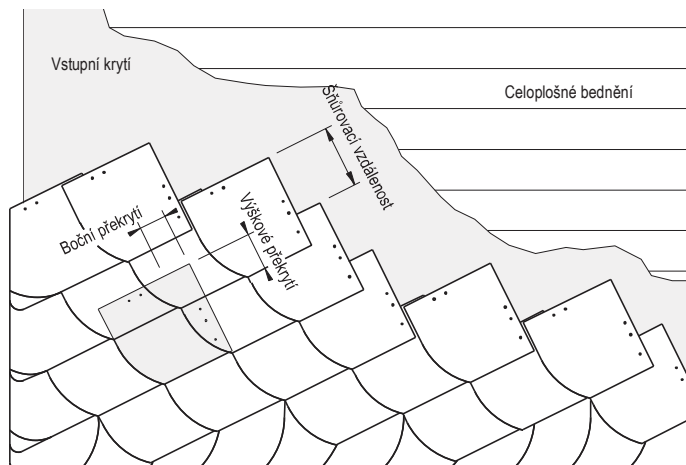 Vstupní krytí
Celoplošné bednění
Šňůrovací vzdálenost
Boční překrytí
Výškové překrytí